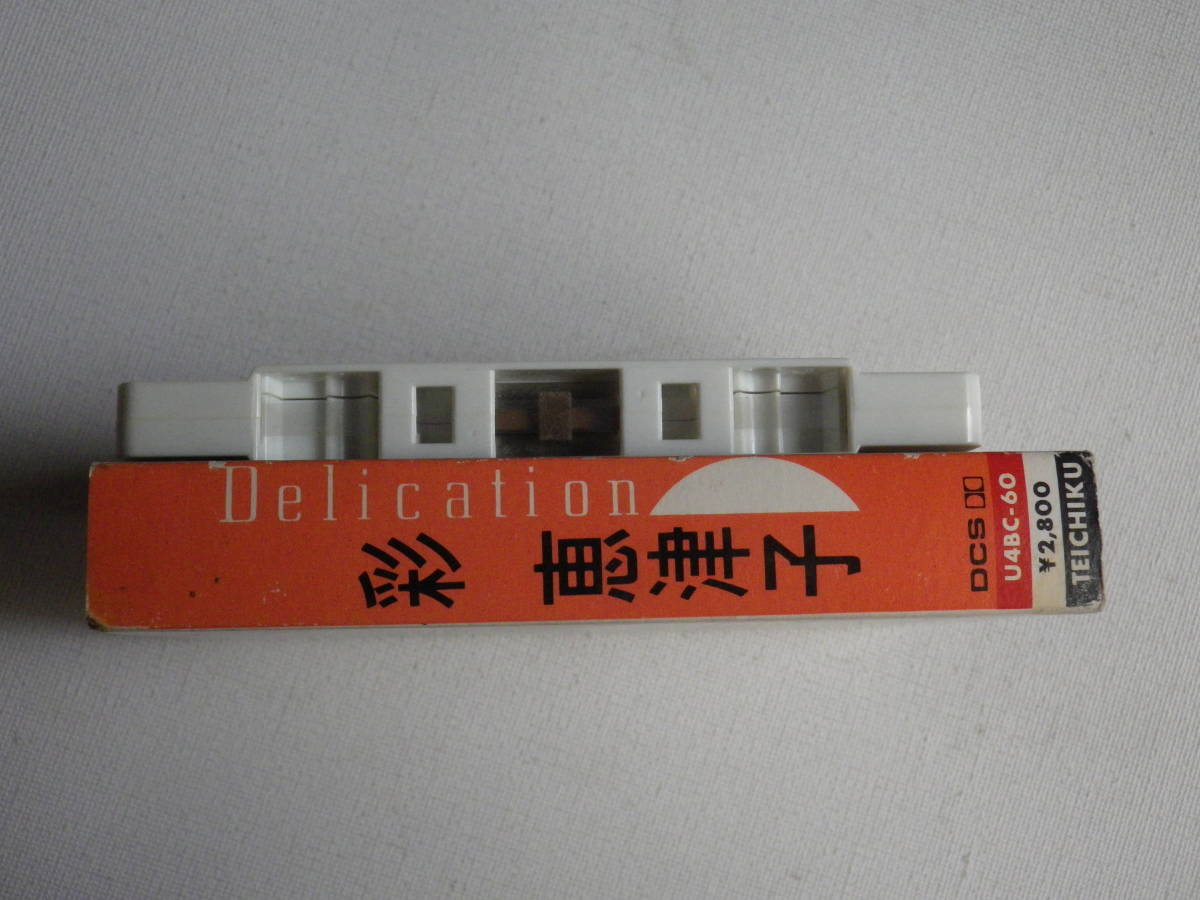 Delication
彩 恵津子
DCS
U4BC-60
¥2,800
TEICHIKU